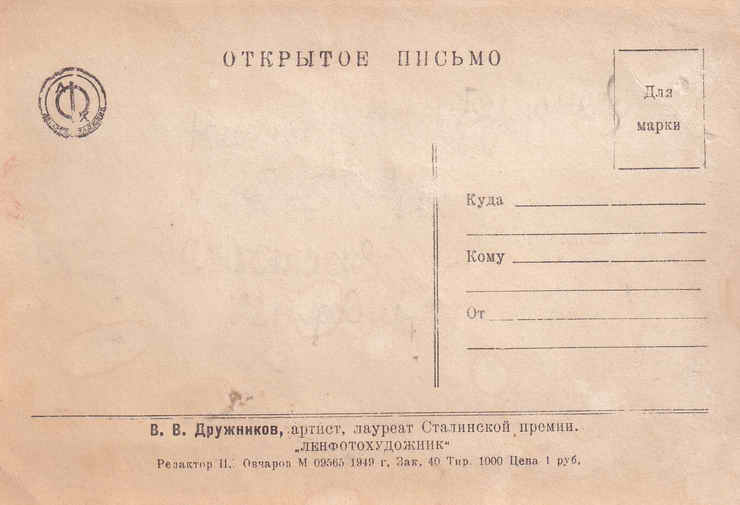 ОТКРЫТОЕ ПИСЬМО
Для
марки
Куда
Кому
От
В. В. Дружников, артист, лауреат Сталинской премии.
„ЛЕНФОТОХУДОЖНИК“
Редактор П. Овчаров М 09565 1949 г. Зак. 40 Тир. 1000 Цена 1 руб.